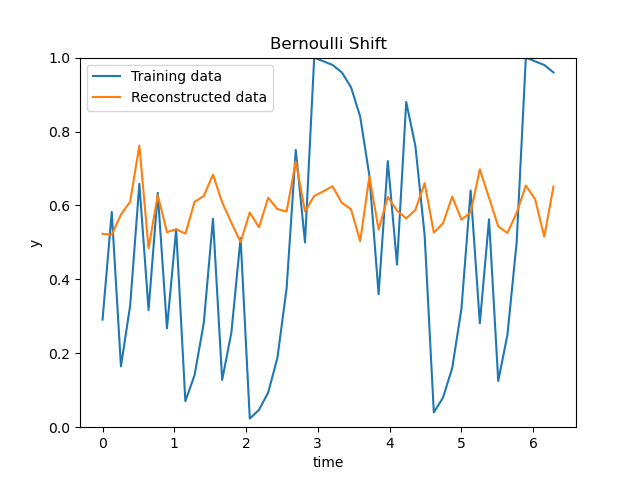 Bernoulli Shift
Training data
Reconstructed data
1.0
0.8
0.6
0.4
0.2
0.0
y
0 1 2 3 4 5 6
time